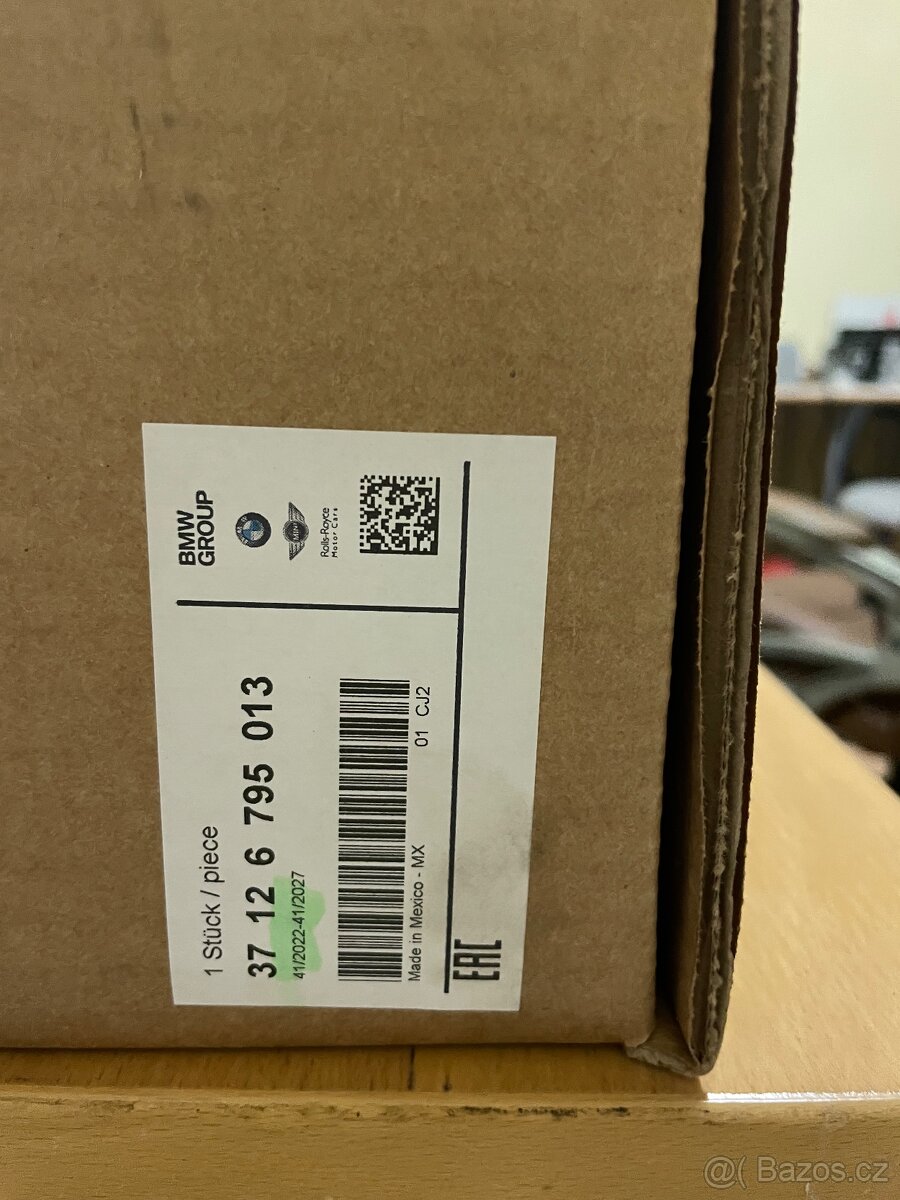 BMW
GROUP
MINI
Rolls-Royce
Motor Cars
1 Stück / piece
37 12 6 795 013
41/2022-41/2027
Made in Mexico - MX
01 CJ2
EAC
@( Bazos.cz